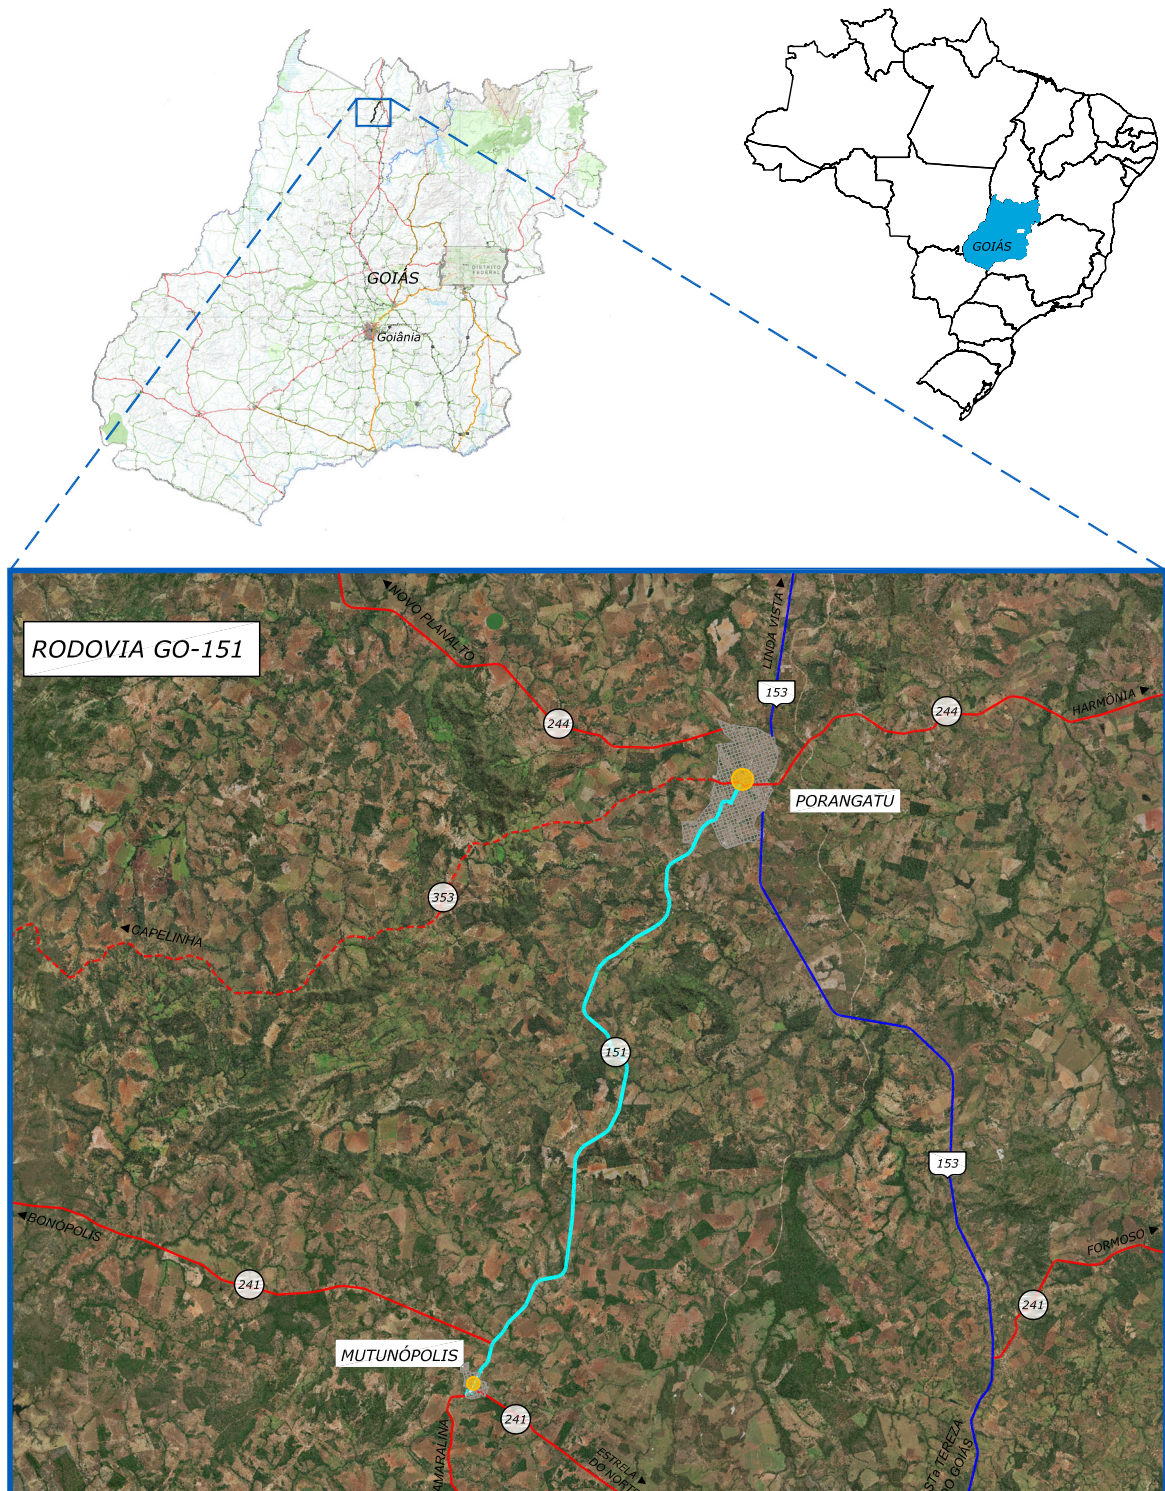 GOIÁS
DISTRITO
FEDERAL
GOIÁS
Goiânia
RODOVIA GO-151
NOVO PLANALTO
LINDA VISTA
153
244
244
HARMÔNIA
PORANGATU
353
CAPELINHA
151
153
BONÓPOLIS
241
FORMOSO
241
MUTUNÓPOLIS
241
AMARALINA
ESTRELA
DO NORTE
STª TEREZA
DO GOIÁS